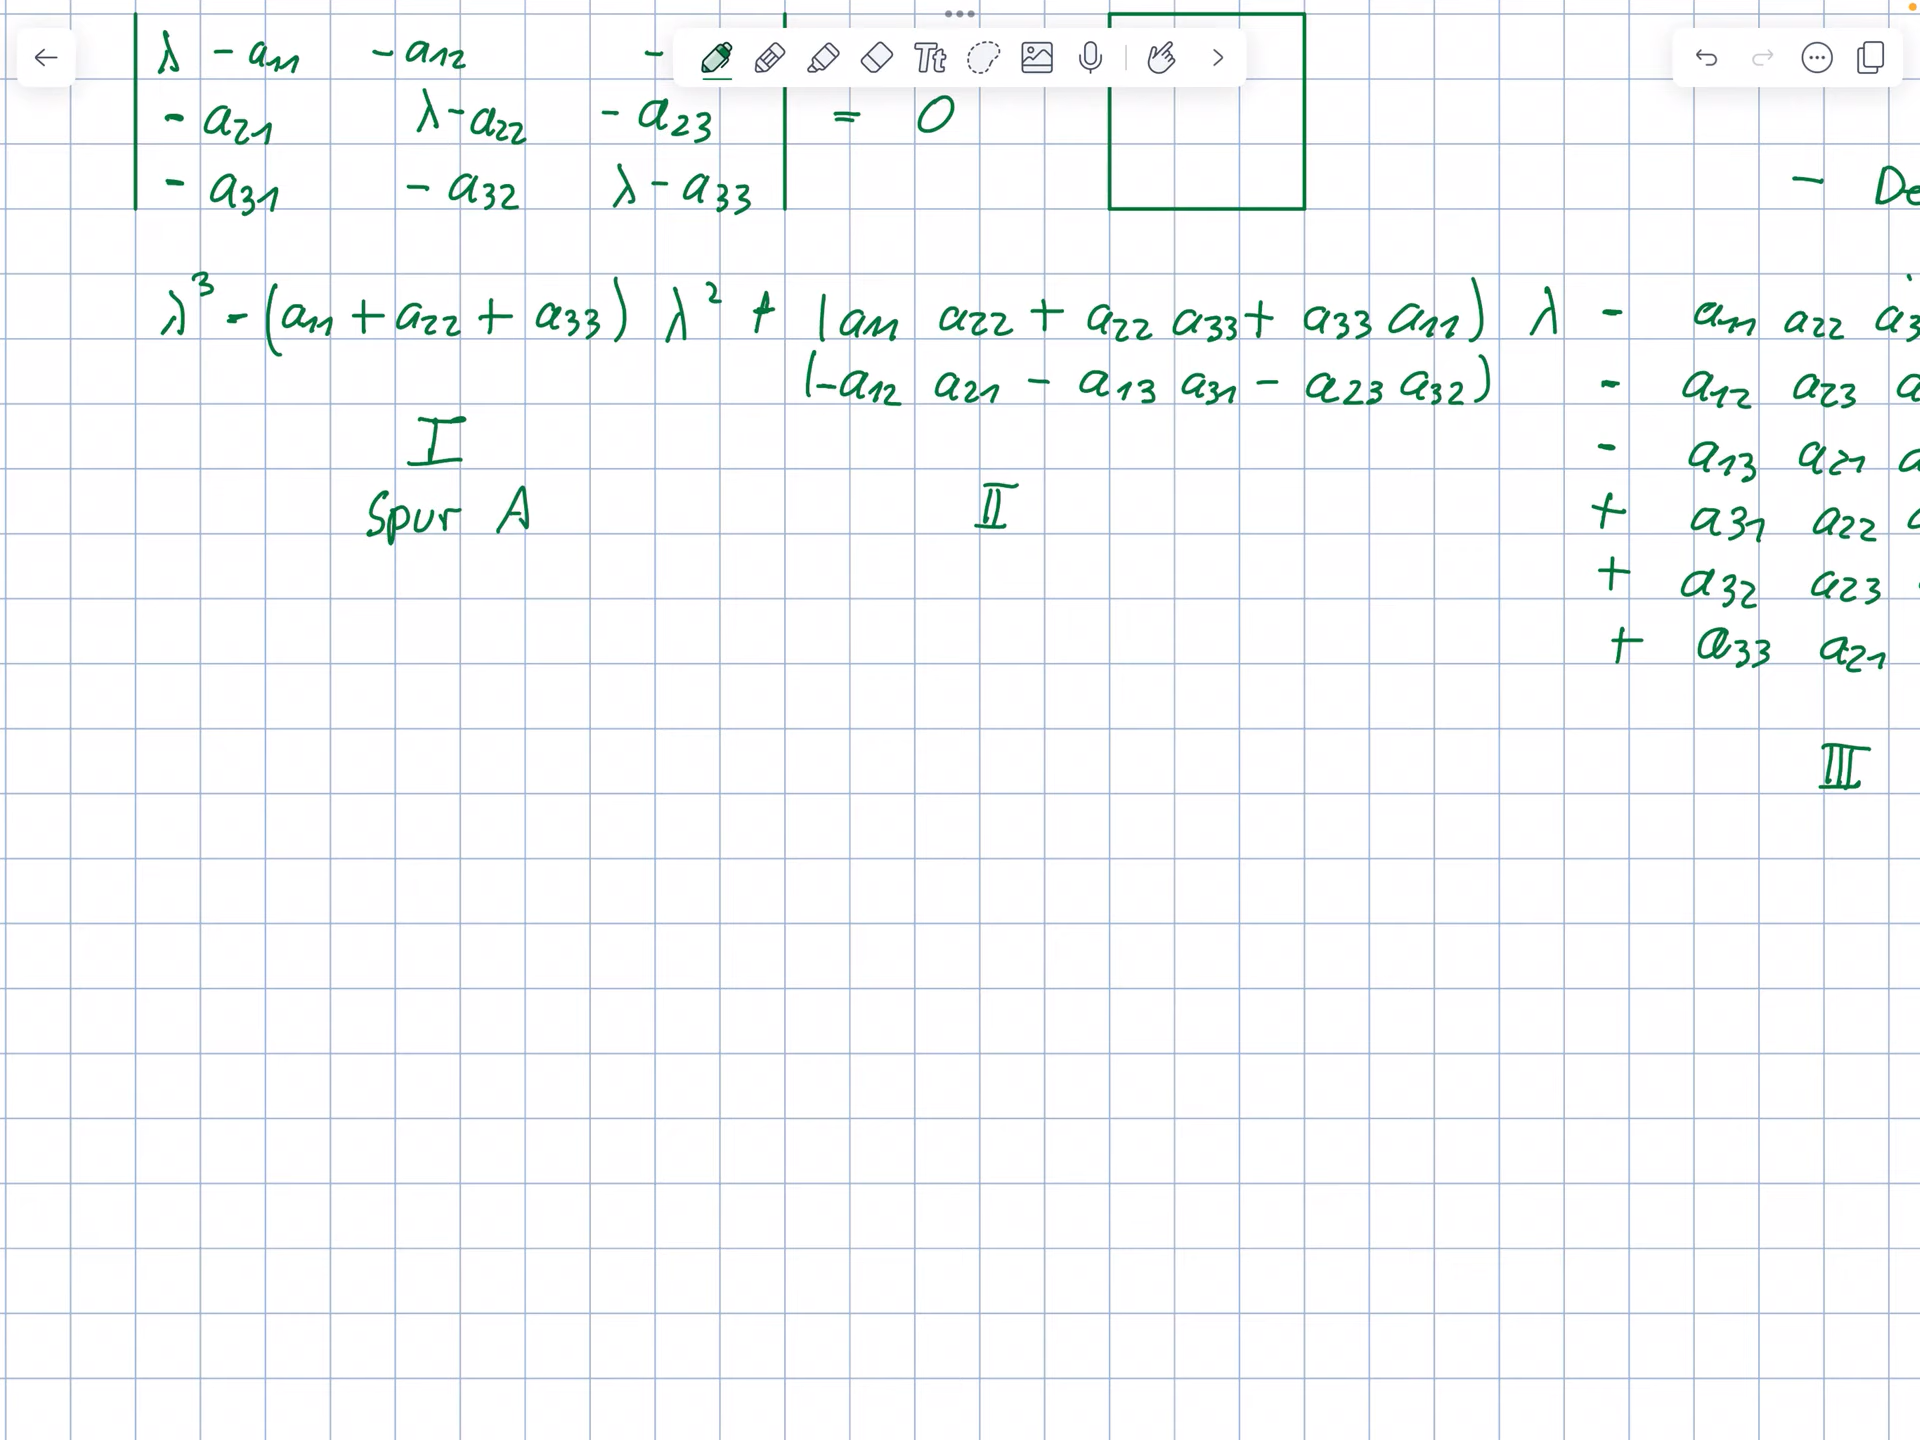 λ - a11 - a12 -
- a21 λ - a22 - a23 = 0
- a31 - a32 λ - a33
- De
λ³ - (a11 + a22 + a33) λ² + (a11 a22 + a22 a33 + a33 a11) λ - a11 a22 a3
(-a12 a21 - a13 a31 - a23 a32) - a12 a23 a
- a13 a21 a
I
Spur A II + a31 a22 a
+ a32 a23
+ a33 a21
III
Tt